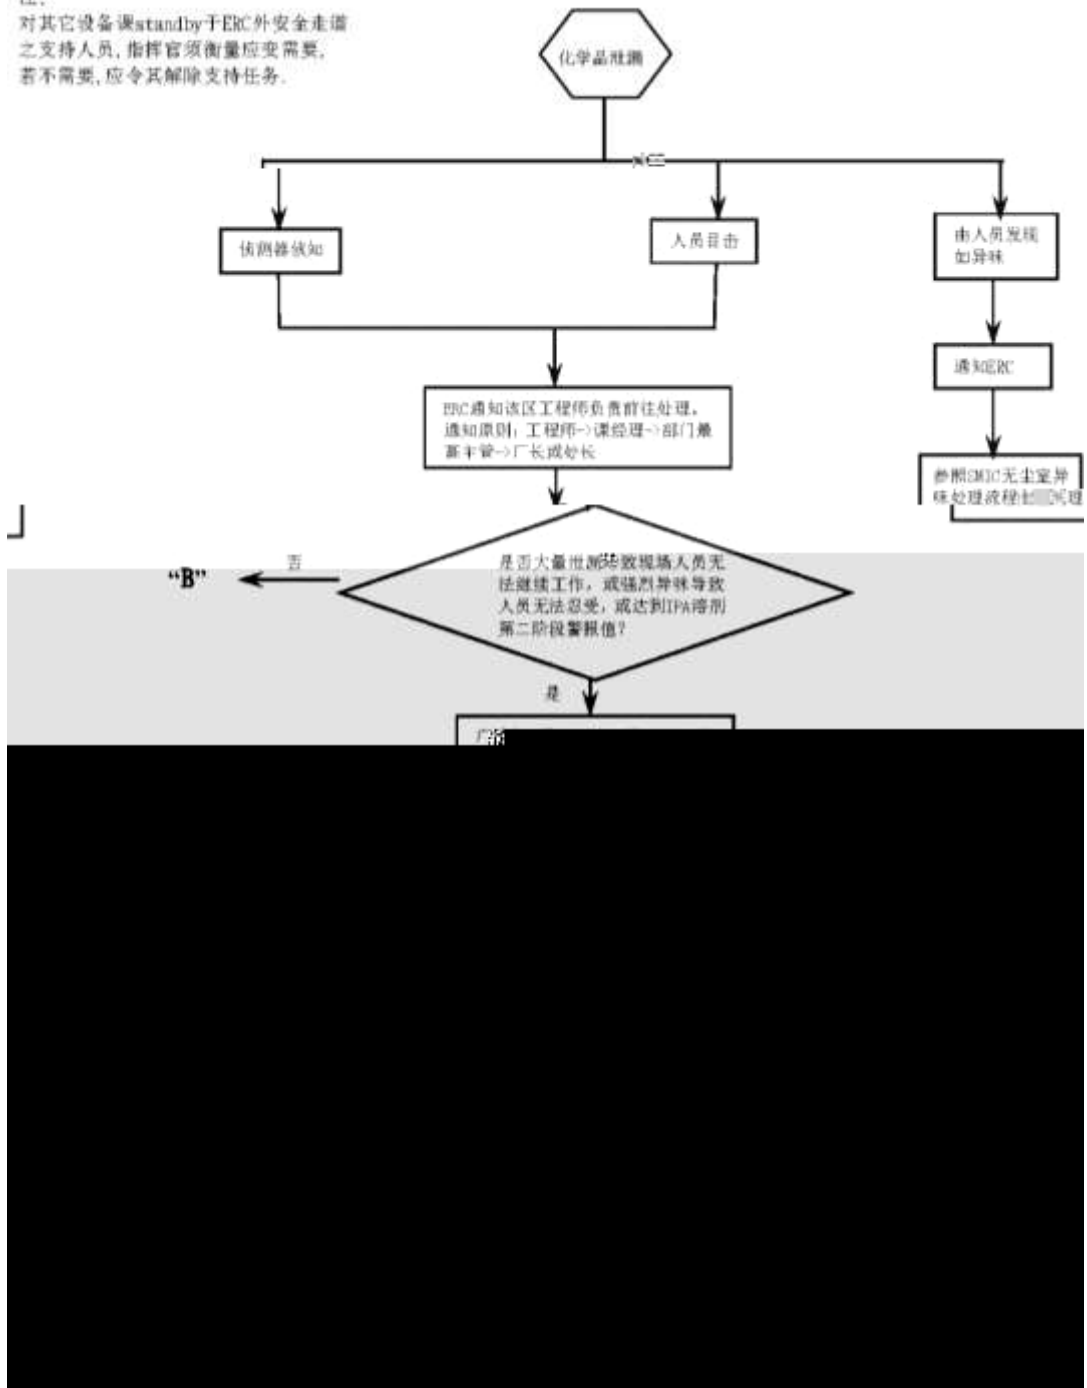 对其它设备课standby于ERC外安全走道
之支持人员,指挥官须衡量应变需要,
若不需要,应令其解除支持任务.
化学品泄漏
侦测器侦知
人员目击
由人员发现
如异味
通知ERC
ERC通知该区工程师负责前往处理。
通知原则：工程师->课经理->部门最
高主管->厂长或处长
参照SMIC无尘室异
味处理流程
是否大量泄漏导致现场人员无
法继续工作，或强烈异味导致
人员无法忍受，或达到IPA溶剂
第二阶段警报值？
否
“B”
是